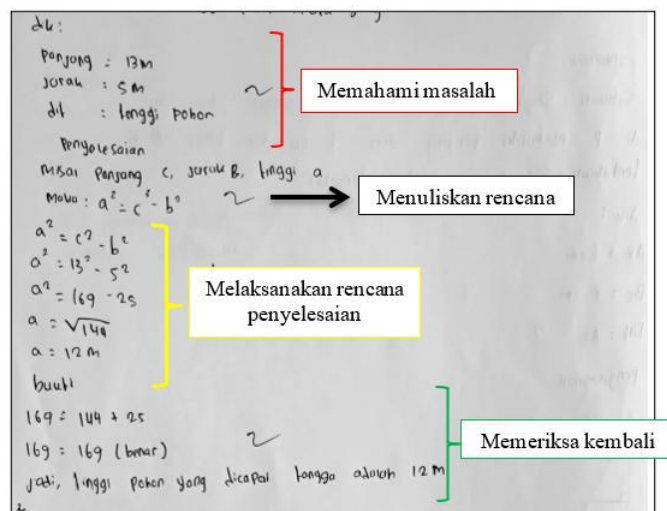 dik:
panjang : 13m
jarak : 5m
dit : tinggi pohon
Memahami masalah
Penyelesaian
misal panjang c, jarak B, tinggi a
maka : a² = c² - b²
Menuliskan rencana
a² = c² - b²
a² = 13² - 5²
a² = 169 - 25
a = √144
a = 12 m
Melaksanakan rencana
penyelesaian
bukti
169 = 144 + 25
169 = 169 (benar)
Memeriksa kembali
jadi, tinggi pohon yang dicapai tangga adalah 12 m